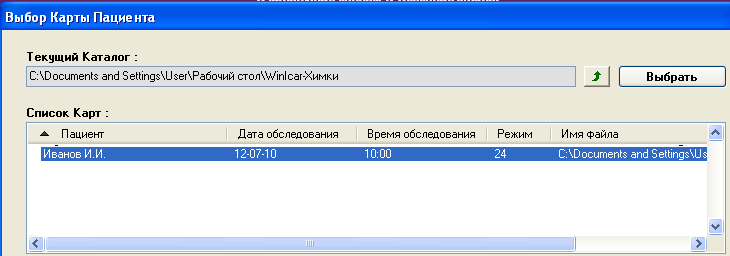 Выбор Карты Пациента
Текущий Каталог :
C:\Documents and Settings\User\Рабочий стол\WinIcar-Химки
Выбрать
Список Карт :
Пациент Дата обследования Время обследования Режим Имя файла
Иванов И.И. 12-07-10 10:00 24 C:\Documents and Settings\Us